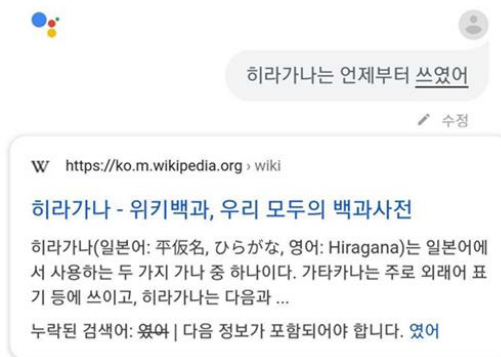 히라가나는 언제부터 쓰였어
수정
W https://ko.m.wikipedia.org › wiki
히라가나 - 위키백과, 우리 모두의 백과사전
히라가나(일본어: 平仮名, ひらがな, 영어: Hiragana)는 일본어에
서 사용하는 두 가지 가나 중 하나이다. 가타카나는 주로 외래어 표
기 등에 쓰이고, 히라가나는 다음과 ...
누락된 검색어: 였어 | 다음 정보가 포함되어야 합니다. 였어